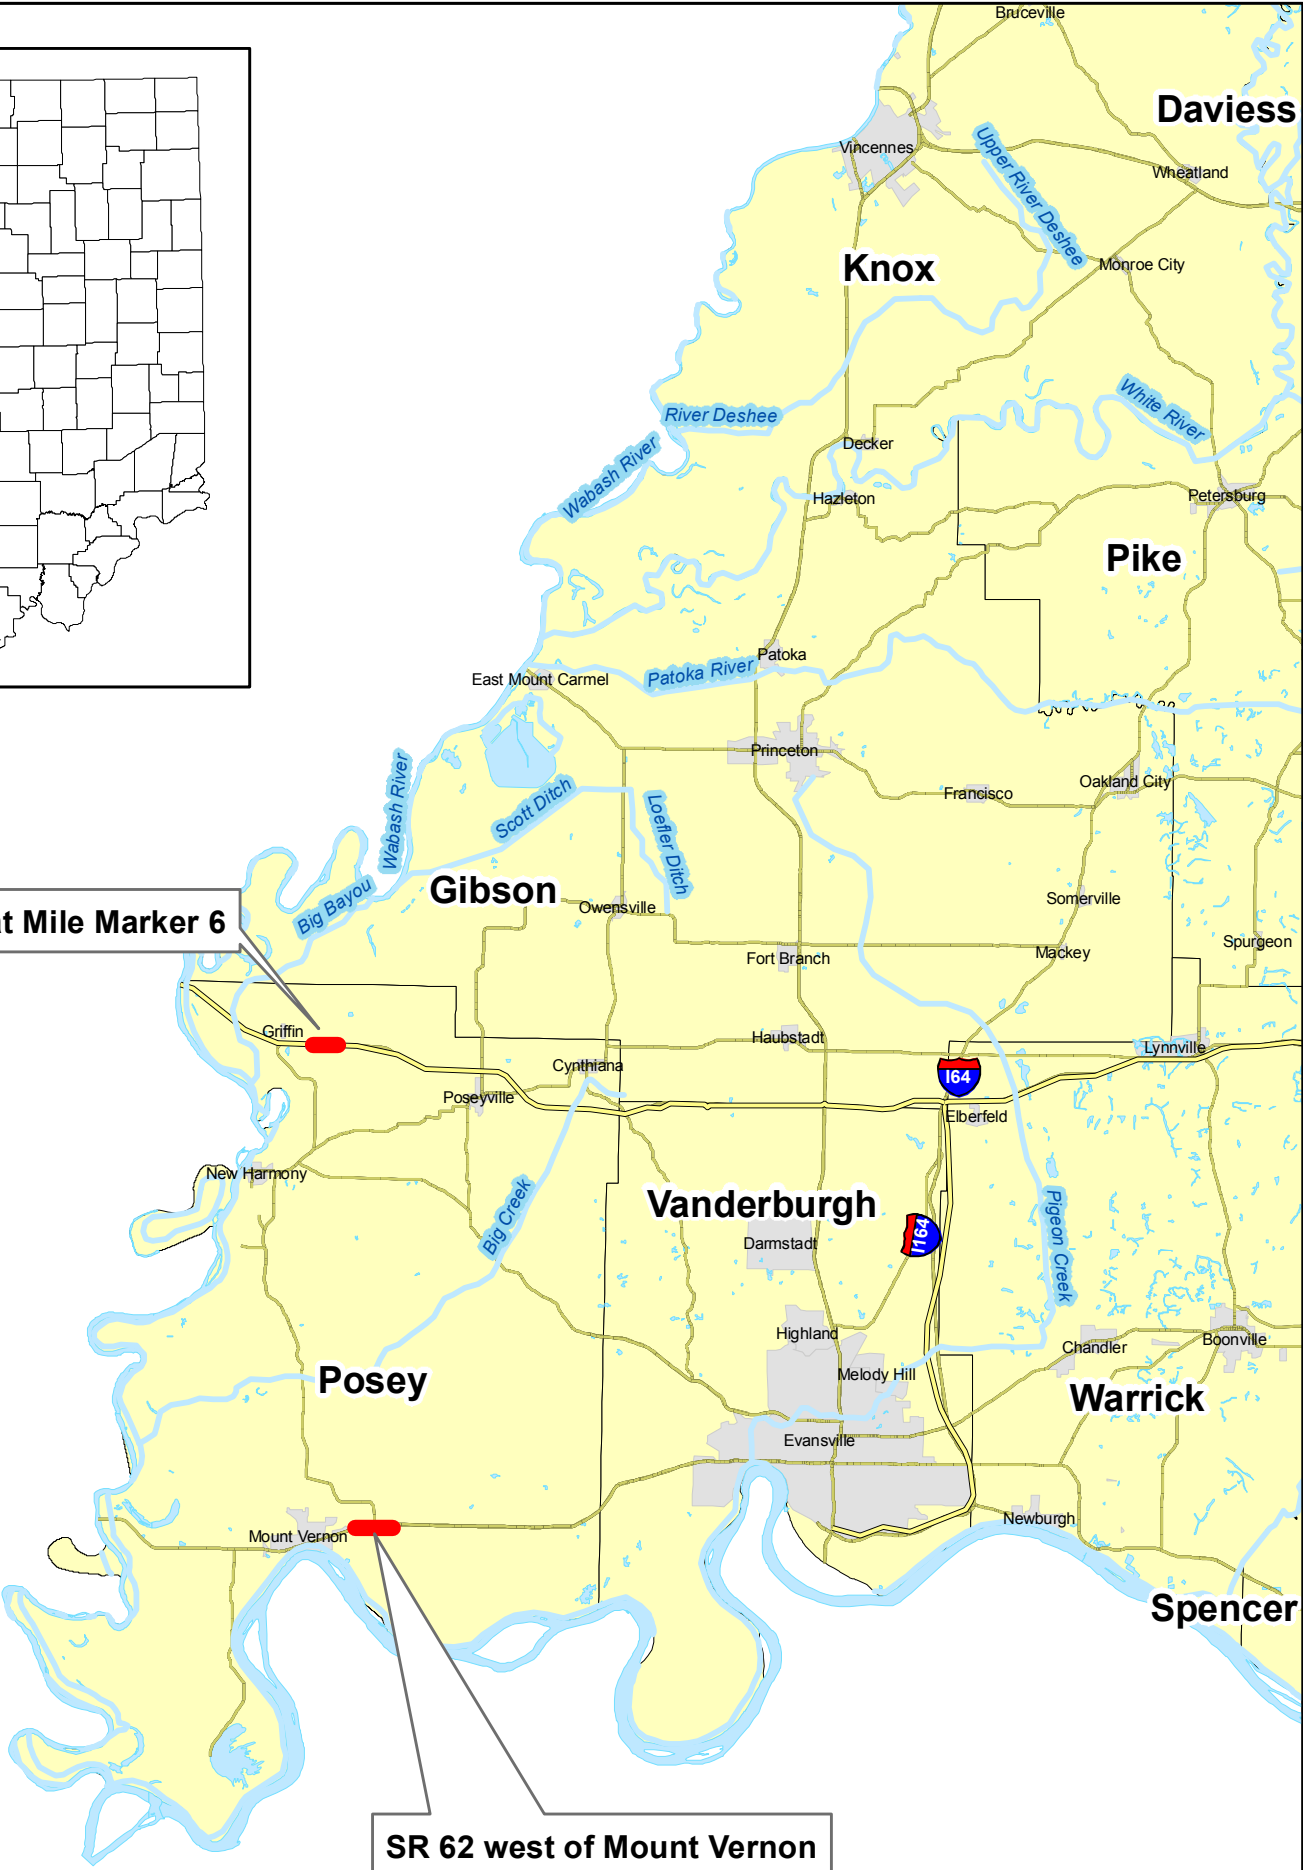 Bruceville
Daviess
Vincennes
Upper River Deshee
Wheatland
Knox
Monroe City
White River
River Deshee
Decker
Wabash River
Hazleton
Petersburg
Pike
Patoka
Patoka River
East Mount Carmel
Princeton
Wabash River
Oakland City
Scott Ditch
Francisco
Loefler Ditch
Gibson
Big Bayou
Owensville
Somerville
at Mile Marker 6
Spurgeon
Fort Branch
Mackey
Griffin
Haubstadt
Lynnville
Cynthiana
I64
Poseyville
Elberfeld
New Harmony
Big Creek
Vanderburgh
Pigeon Creek
I164
Darmstadt
Highland
Boonville
Chandler
Melody Hill
Posey
Warrick
Evansville
Newburgh
Mount Vernon
Spencer
SR 62 west of Mount Vernon